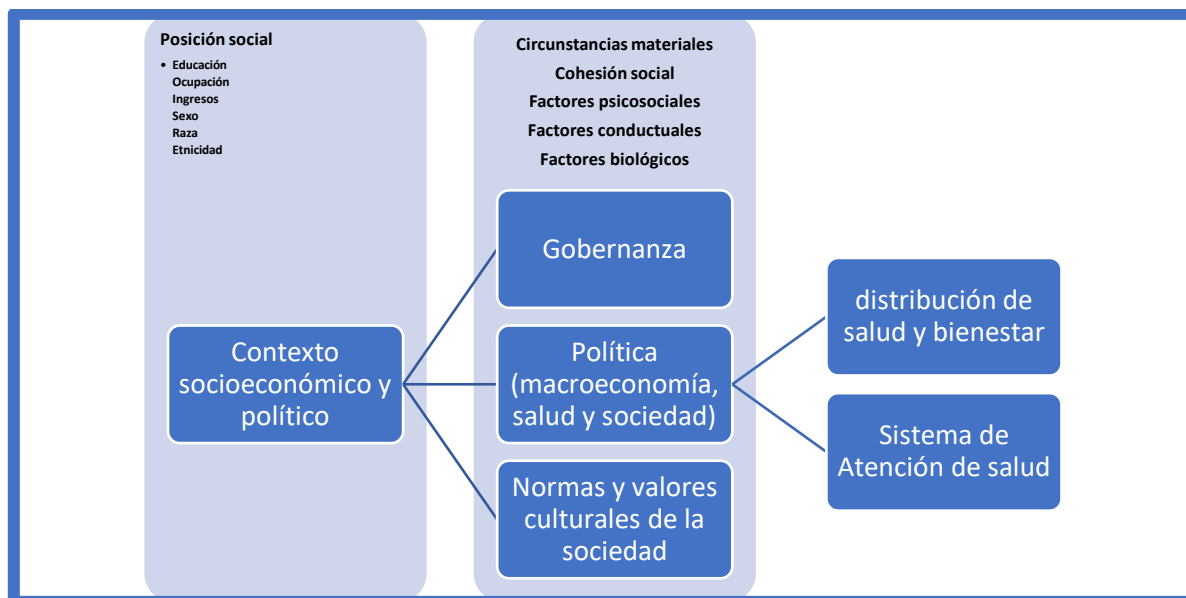 Posición social
• Educación
Ocupación
Ingresos
Sexo
Raza
Etnicidad
Circunstancias materiales
Cohesión social
Factores psicosociales
Factores conductuales
Factores biológicos
Contexto
socioeconómico y
político
Gobernanza
Política
(macroeconomía,
salud y sociedad)
Normas y valores
culturales de la
sociedad
distribución de
salud y bienestar
Sistema de
Atención de salud